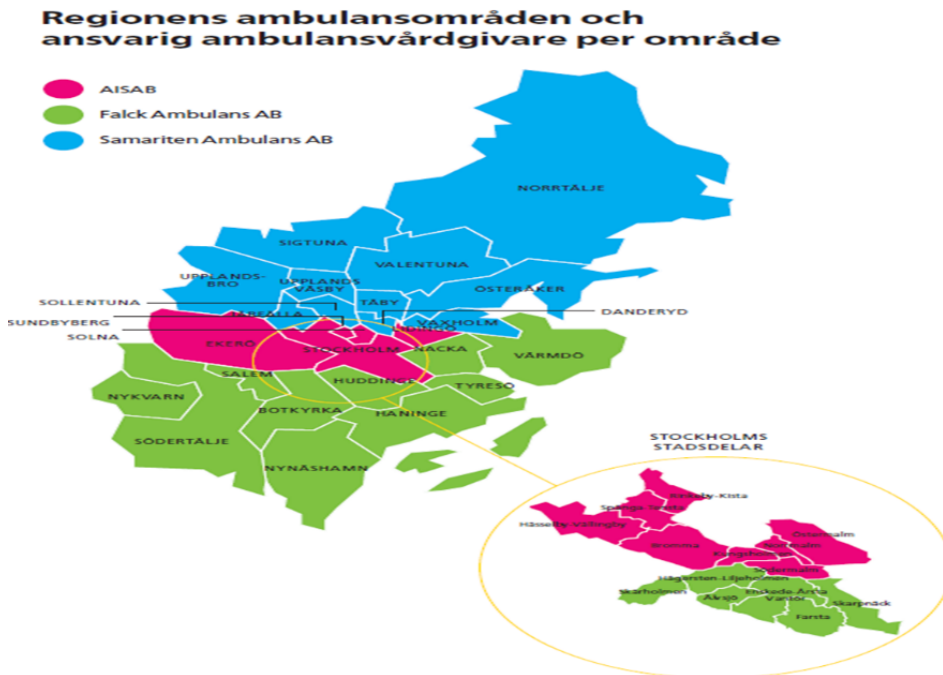 Regionens ambulansområden och
ansvarig ambulansvårdgivare per område
AISAB
Falck Ambulans AB
Samariten Ambulans AB
NORRTÄLJE
SIGTUNA
VALENTUNA
UPPLANDS-
BRO
UPPLANDS
VÄSBY
ÖSTERÅKER
TÄBY
SOLLENTUNA
DANDERYD
JÄRFÄLLA
VAXHOLM
SUNDBYBERG
LIDINGÖ
SOLNA
EKERÖ
STOCKHOLM
NACKA
VÄRMDÖ
SALEM
HUDDINGE
TYRESÖ
NYKVARN
BOTKYRKA
HANINGE
SÖDERTÄLJE
NYNÄSHAMN
STOCKHOLMS
STADSDELAR
Rinkeby-Kista
Spånga-Tensta
Hässelby-Vällingby
Östermalm
Bromma
Norrmalm
Kungsholmen
Södermalm
Hägersten-Liljeholmen
Skärholmen
Älvsjö
Enskede-Årsta
Vantör
Skarpnäck
Farsta